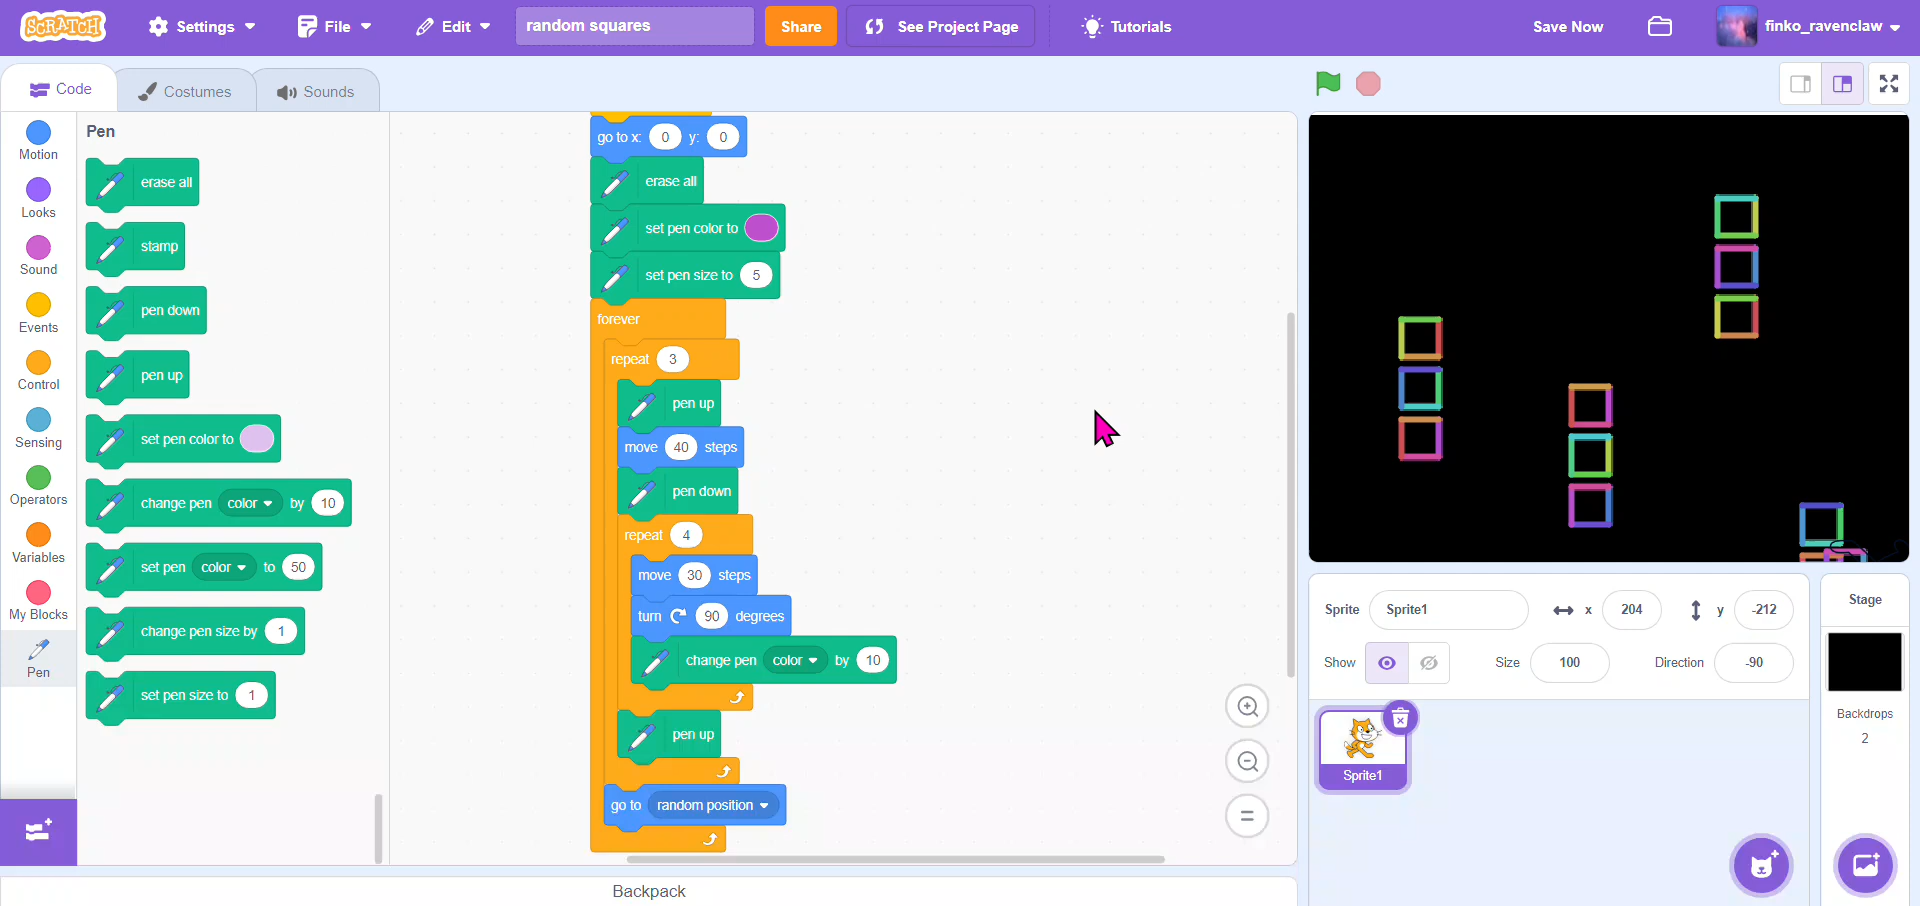 SCRATCH Settings File Edit random squares Share See Project Page Tutorials Save Now finko_ravenclaw
Code Costumes Sounds
Motion
Looks
Sound
Events
Control
Sensing
Operators
Variables
My Blocks
Pen
Pen
erase all
stamp
pen down
pen up
set pen color to
change pen color by 10
set pen color to 50
change pen size by 1
set pen size to 1
go to x: 0 y: 0
erase all
set pen color to
set pen size to 5
forever
repeat 3
pen up
move 40 steps
pen down
repeat 4
move 30 steps
turn 90 degrees
change pen color by 10
pen up
go to random position
Backpack
Sprite Sprite1 x 204 y -212
Show Size 100 Direction -90
Sprite1
Stage
Backdrops
2